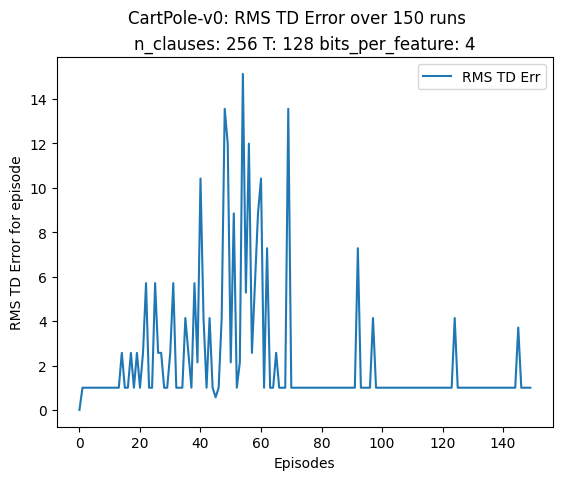 CartPole-v0: RMS TD Error over 150 runs
n_clauses: 256 T: 128 bits_per_feature: 4
RMS TD Err
RMS TD Error for episode
14
12
10
8
6
4
2
0
0 20 40 60 80 100 120 140
Episodes